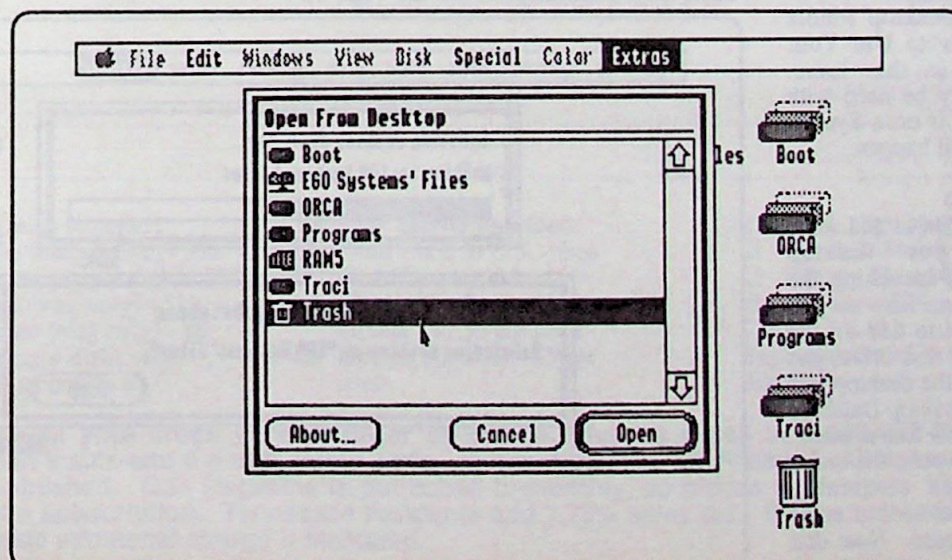 File Edit Windows View Disk Special Color Extras
Open From Desktop
Boot
EGO Systems' Files
ORCA
Programs
RAM5
Traci
Trash
About...
Cancel
Open
les
Boot
ORCA
Programs
Traci
Trash